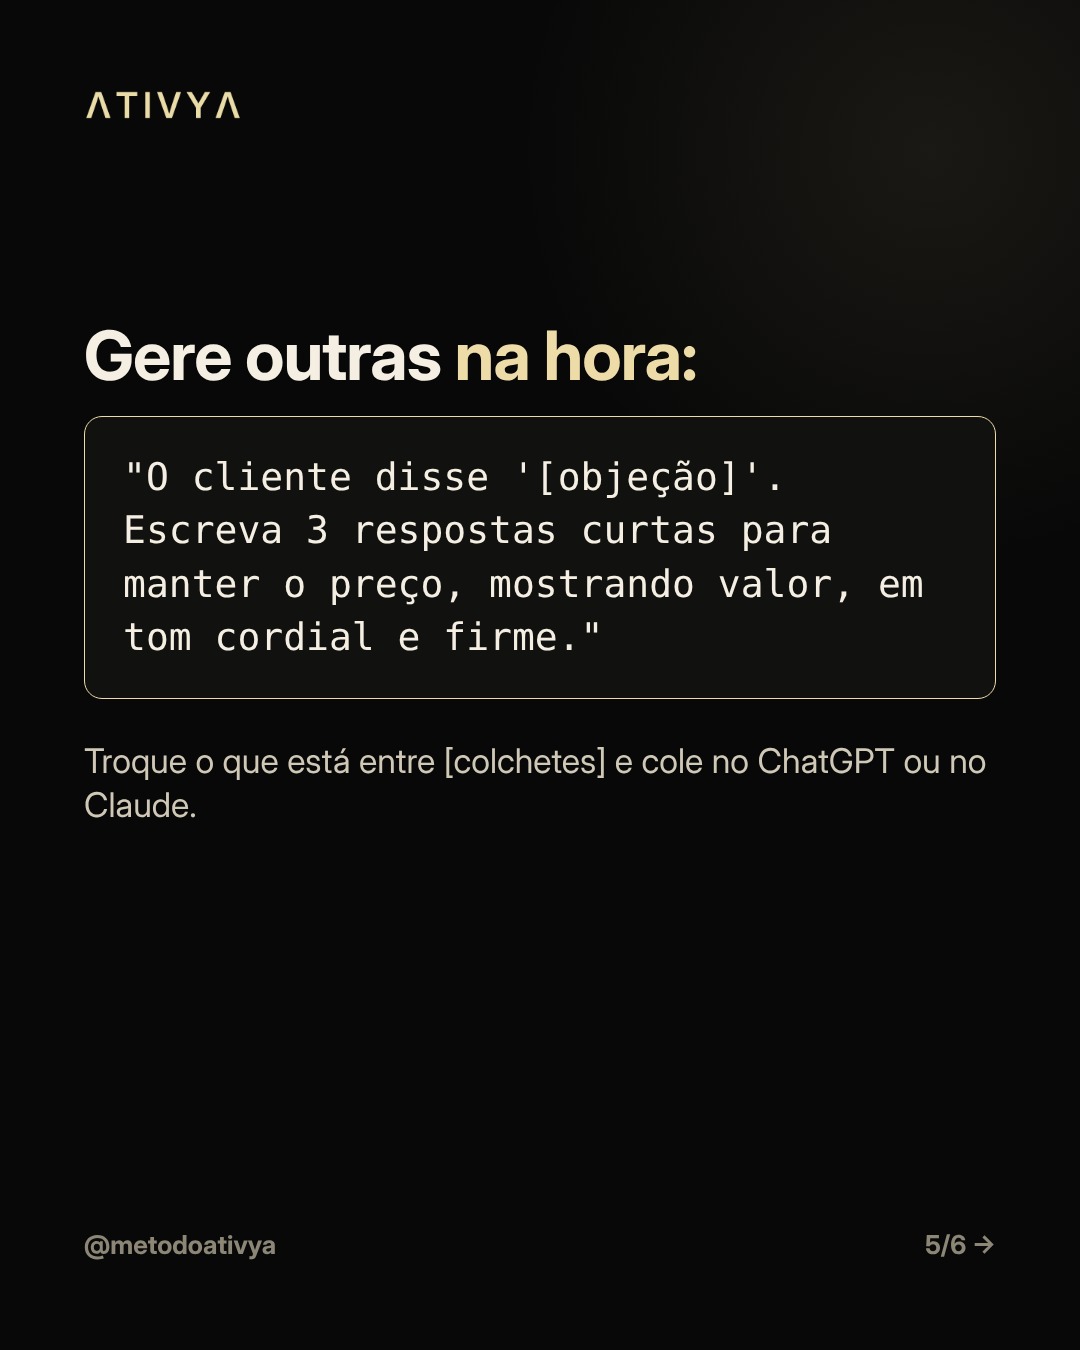 ATIVYA
Gere outras na hora:
"O cliente disse '[objeção]'.
Escreva 3 respostas curtas para
manter o preço, mostrando valor, em
tom cordial e firme."
Troque o que está entre [colchetes] e cole no ChatGPT ou no
Claude.
@metodoativya
5/6 →